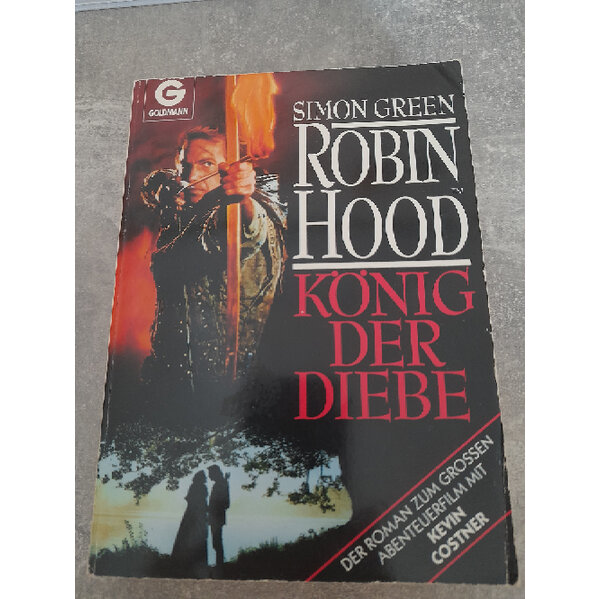 G
GOLDMANN
SIMON GREEN
ROBIN
HOOD
KÖNIG
DER
DIEBE
DER ROMAN ZUM GROSSEN
ABENTEUERFILM MIT
KEVIN
COSTNER